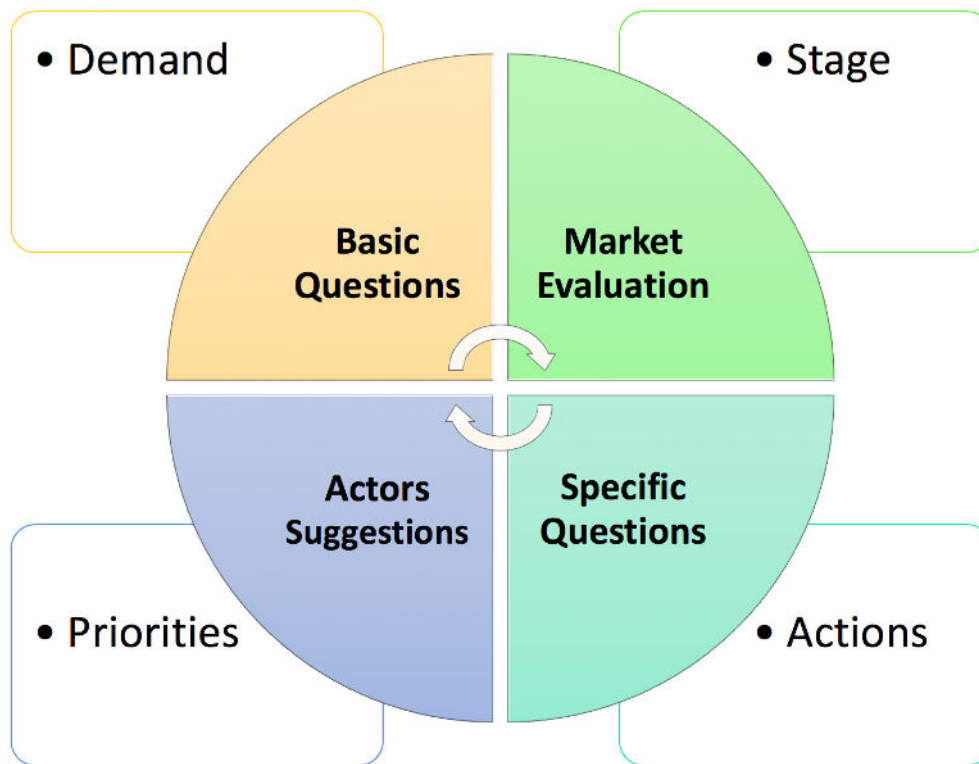 • Demand
• Stage
Basic
Questions
Market
Evaluation
Actors
Suggestions
Specific
Questions
• Priorities
• Actions